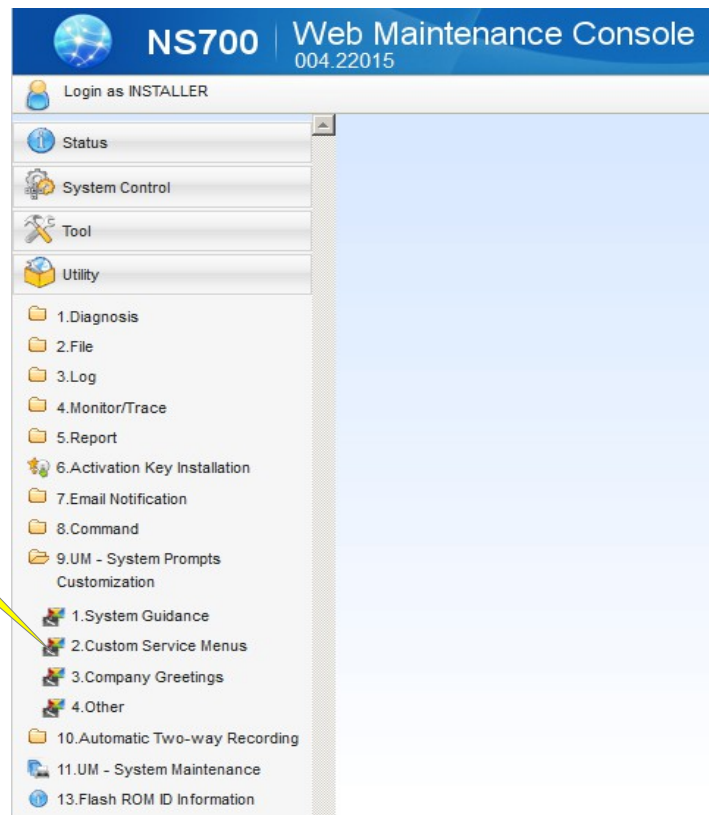 NS700 Web Maintenance Console
004.22015
Login as INSTALLER
Status
System Control
Tool
Utility
1.Diagnosis
2.File
3.Log
4.Monitor/Trace
5.Report
6.Activation Key Installation
7.Email Notification
8.Command
9.UM - System Prompts
Customization
1.System Guidance
2.Custom Service Menus
3.Company Greetings
4.Other
10.Automatic Two-way Recording
11.UM - System Maintenance
13.Flash ROM ID Information